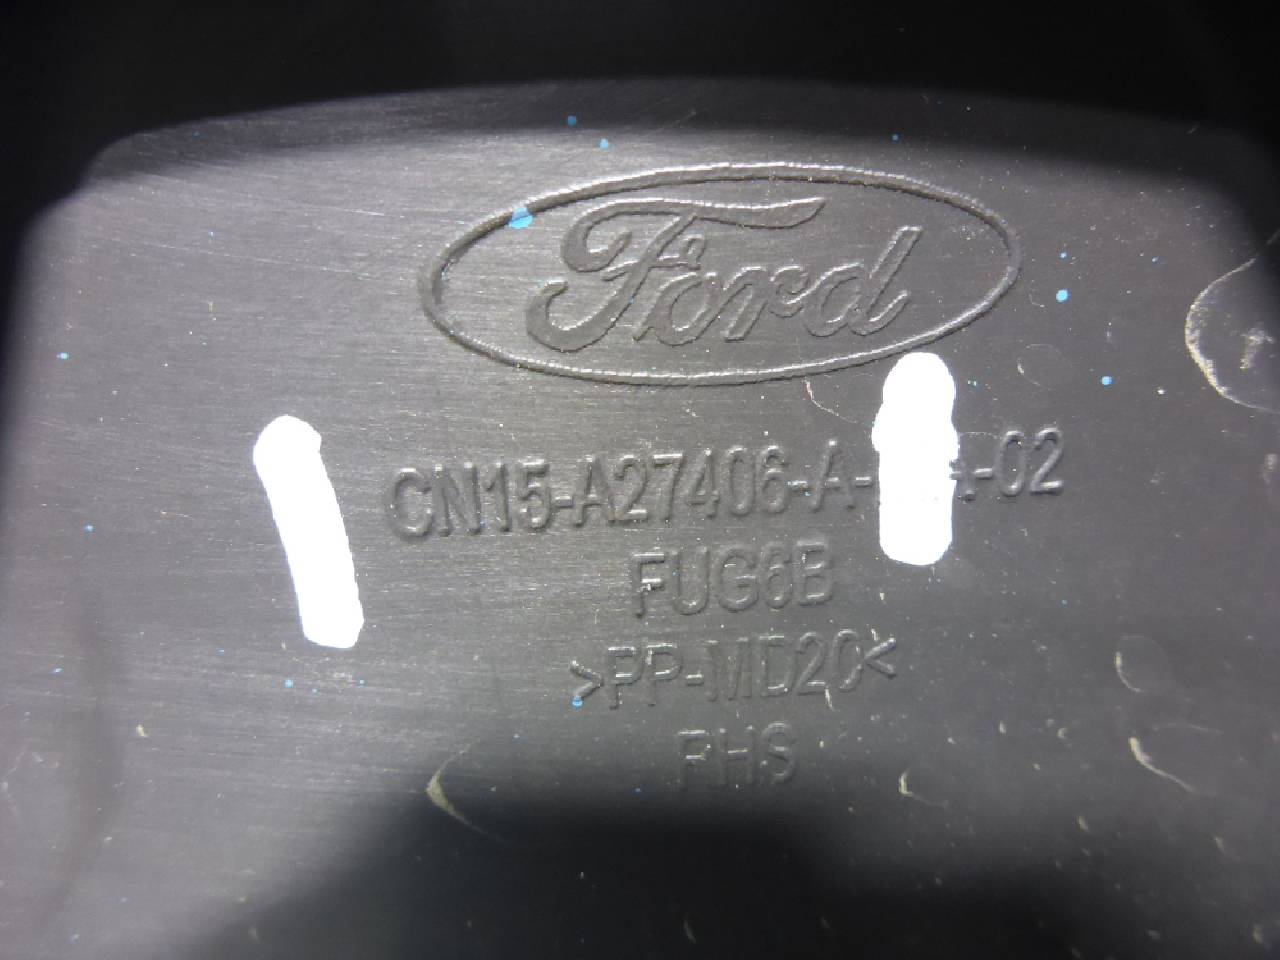 Ford
CN15-A27406-A- A-02
FUG6B
>PP-MD20<
RHS